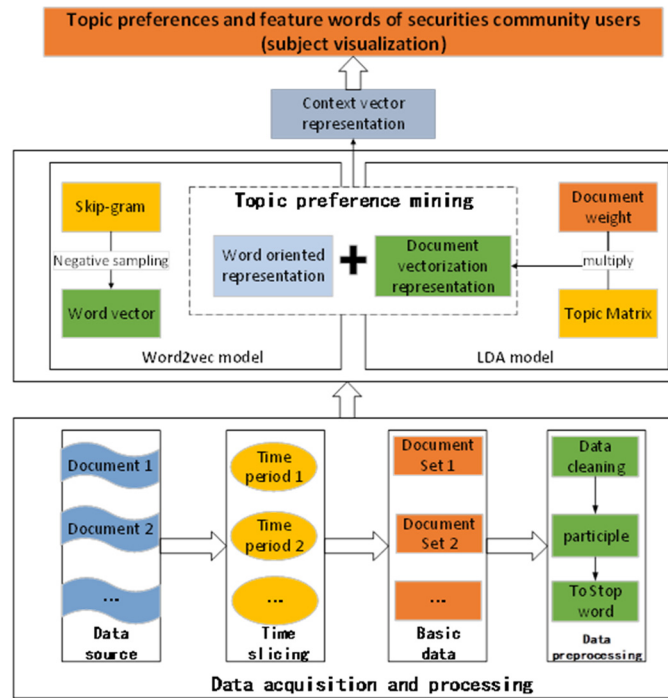 Topic preferences and feature words of securities community users
(subject visualization)
Context vector
representation
Topic preference mining
Skip-gram
Negative sampling
Word vector
Word oriented
representation
+
Document
vectorization
representation
Document
weight
multiply
Topic Matrix
Word2vec model
LDA model
Document 1
Document 2
...
Data
source
Time
period 1
Time
period 2
...
Time
slicing
Document
Set 1
Document
Set 2
...
Basic
data
Data
cleaning
participle
To Stop
word
Data
preprocessing
Data acquisition and processing